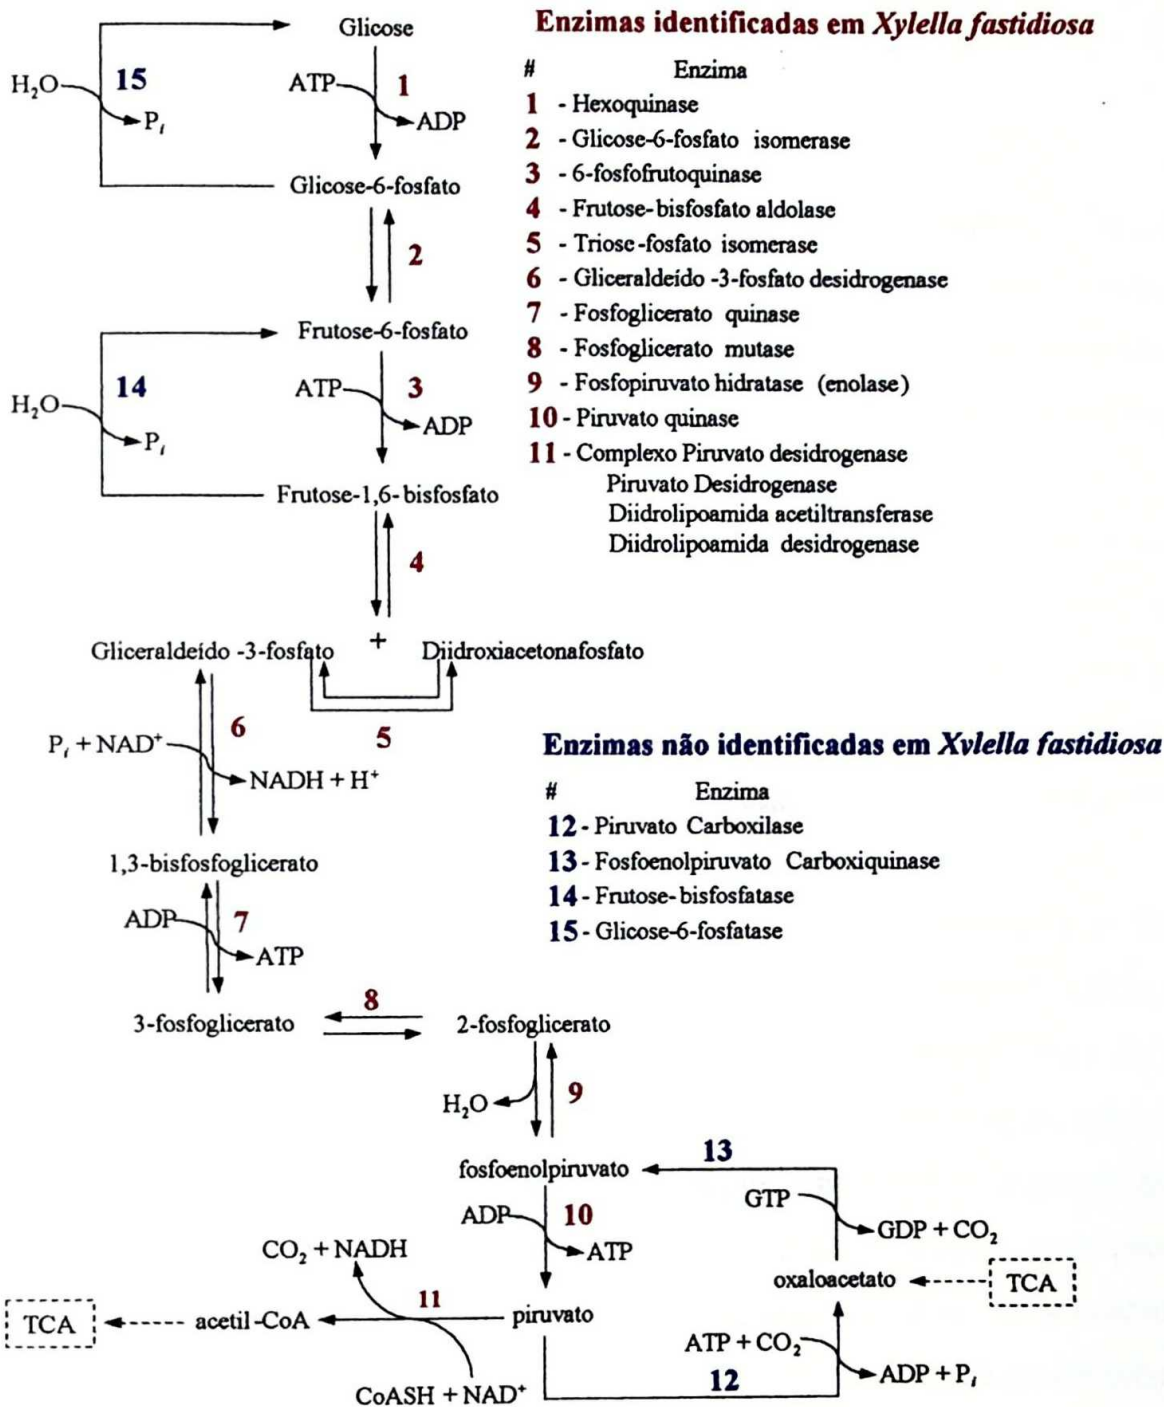 Enzimas identificadas em Xylella fastidiosa
# Enzima
1 - Hexoquinase
2 - Glicose-6-fosfato isomerase
3 - 6-fosfofrutoquinase
4 - Frutose-bisfosfato aldolase
5 - Triose-fosfato isomerase
6 - Gliceraldeído -3-fosfato desidrogenase
7 - Fosfoglicerato quinase
8 - Fosfoglicerato mutase
9 - Fosfopiruvato hidratase (enolase)
10 - Piruvato quinase
11 - Complexo Piruvato desidrogenase
Piruvato Desidrogenase
Diidrolipoamida acetiltransferase
Diidrolipoamida desidrogenase
Glicose
H₂O
15
Pᵢ
ATP
1
ADP
Glicose-6-fosfato
2
Frutose-6-fosfato
H₂O
14
Pᵢ
ATP
3
ADP
Frutose-1,6-bisfosfato
4
Gliceraldeído -3-fosfato + Diidroxiacetonafosfato
5
6
Pᵢ + NAD⁺
NADH + H⁺
Enzimas não identificadas em Xylella fastidiosa
# Enzima
12 - Piruvato Carboxilase
13 - Fosfoenolpiruvato Carboxiquinase
14 - Frutose-bisfosfatase
15 - Glicose-6-fosfatase
1,3-bisfosfoglicerato
ADP
7
ATP
3-fosfoglicerato
8
2-fosfoglicerato
H₂O
9
fosfoenolpiruvato
13
GTP
GDP + CO₂
ADP
10
ATP
oxaloacetato
TCA
CO₂ + NADH
11
TCA
acetil-CoA
piruvato
CoASH + NAD⁺
ATP + CO₂
12
ADP + Pᵢ